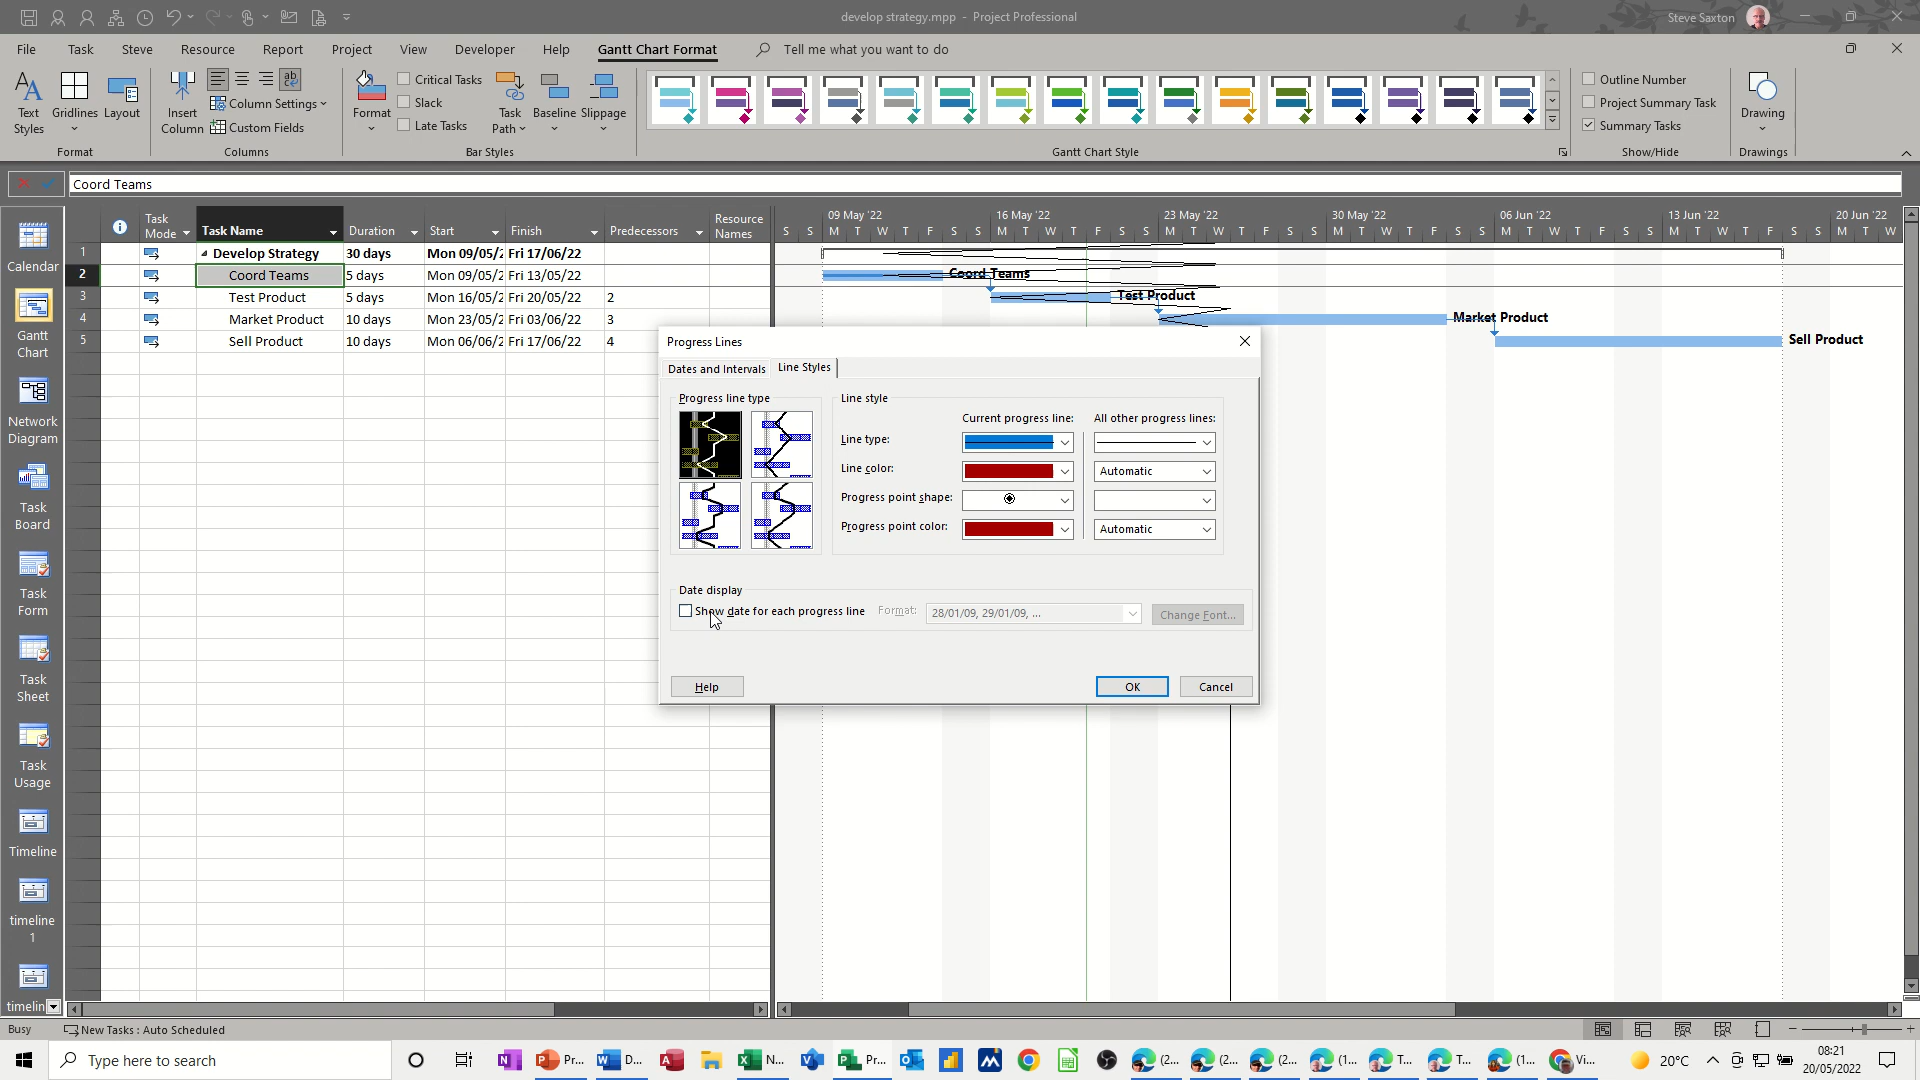 develop strategy.mpp - Project Professional
Steve Saxton
File Task Steve Resource Report Project View Developer Help Gantt Chart Format Tell me what you want to do
Text Styles
Gridlines
Layout
Format
Insert Column
Column Settings
Custom Fields
Columns
Format
Critical Tasks
Slack
Late Tasks
Task Path
Baseline
Slippage
Bar Styles
Gantt Chart Style
Outline Number
Project Summary Task
Summary Tasks
Show/Hide
Drawing
Drawings
Coord Teams
Task Mode Task Name Duration Start Finish Predecessors Resource Names
09 May '22 16 May '22 23 May '22 30 May '22 06 Jun '22 13 Jun '22 20 Jun '22
S S M T W T F S S M T W T F S S M T W T F S S M T W T F S S M T W T F S S M T W T F S S M T W
1 Develop Strategy 30 days Mon 09/05/2 Fri 17/06/22
2 Coord Teams 5 days Mon 09/05/2 Fri 13/05/22
3 Test Product 5 days Mon 16/05/2 Fri 20/05/22 2
4 Market Product 10 days Mon 23/05/2 Fri 03/06/22 3
5 Sell Product 10 days Mon 06/06/2 Fri 17/06/22 4
Coord Teams
Test Product
Market Product
Sell Product
Calendar
Gantt Chart
Network Diagram
Task Board
Task Form
Task Sheet
Task Usage
Timeline
timeline 1
timelin
Progress Lines
Dates and Intervals Line Styles
Progress line type
Line style
Current progress line: All other progress lines:
Line type:
Line color: Automatic
Progress point shape:
Progress point color: Automatic
Date display
Show date for each progress line Format: 28/01/09, 29/01/09, ... Change Font...
Help OK Cancel
Busy New Tasks : Auto Scheduled
Type here to search
Pr... D... N... Pr... (2... (2... (2... (1... T... T... (1... Vi...
20°C
08:21
20/05/2022